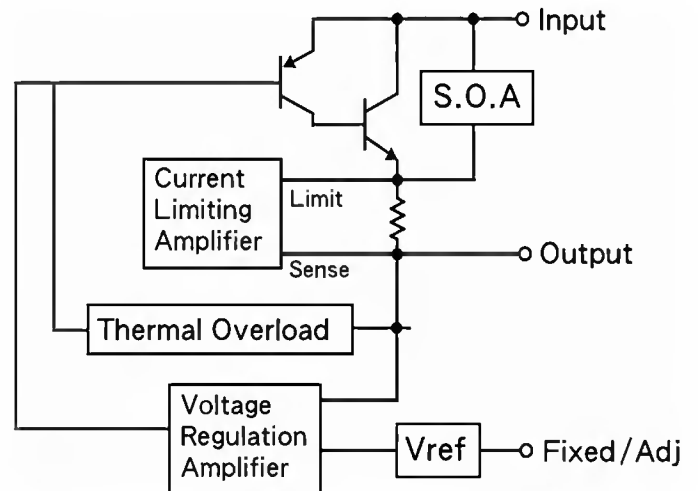 Input
S.O.A
Current
Limiting
Amplifier
Limit
Sense
Output
Thermal Overload
Voltage
Regulation
Amplifier
Vref
Fixed/Adj